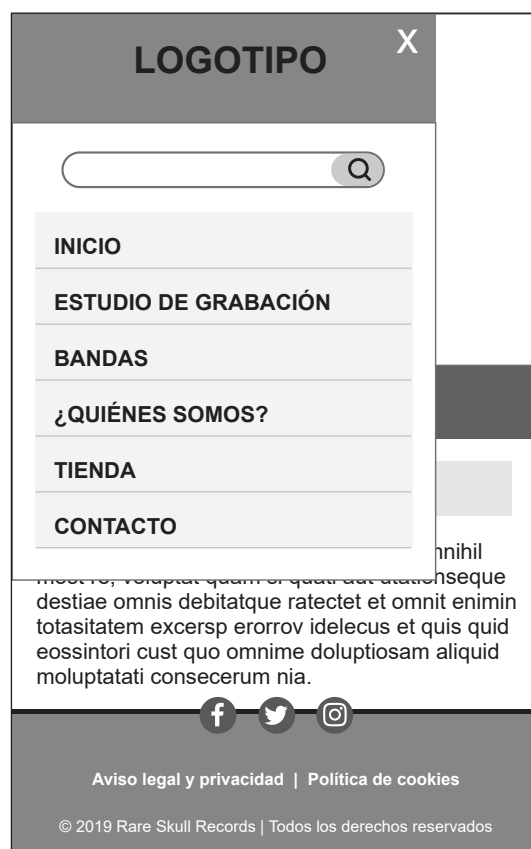 LOGOTIPO
X
INICIO
ESTUDIO DE GRABACIÓN
BANDAS
¿QUIÉNES SOMOS?
TIENDA
CONTACTO
destiae omnis debitatque ratectet et omnit enimin
totasitatem excersp erorrov idelecus et quis quid
eossintori cust quo omnime doluptiosam aliquid
moluptatati consecerum nia.
Aviso legal y privacidad | Política de cookies
© 2019 Rare Skull Records | Todos los derechos reservados